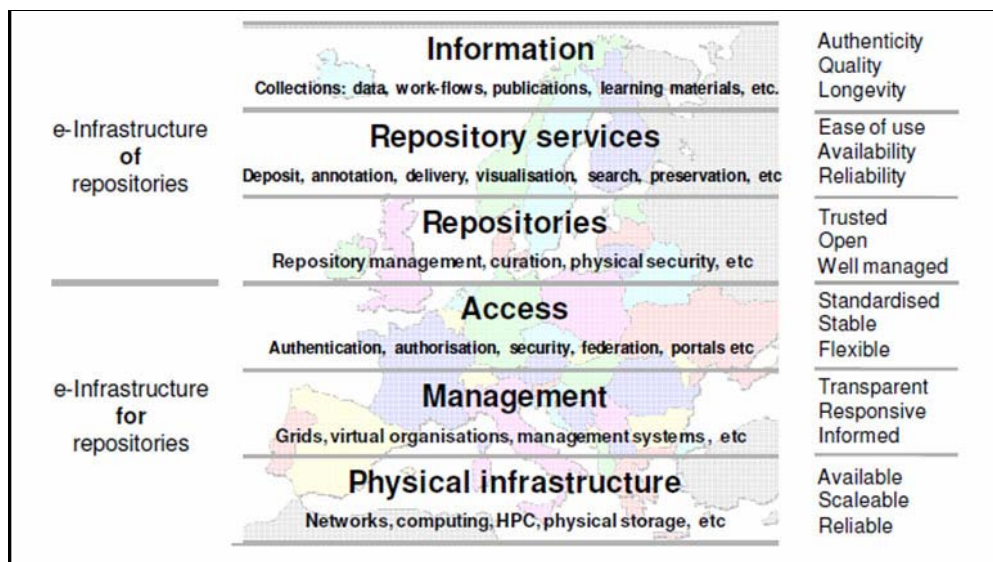 Information
Collections: data, work-flows, publications, learning materials, etc.
Authenticity
Quality
Longevity
e-Infrastructure
of
repositories
Repository services
Deposit, annotation, delivery, visualisation, search, preservation, etc
Ease of use
Availability
Reliability
Repositories
Repository management, curation, physical security, etc
Trusted
Open
Well managed
e-Infrastructure
for
repositories
Access
Authentication, authorisation, security, federation, portals etc
Standardised
Stable
Flexible
Management
Grids, virtual organisations, management systems, etc
Transparent
Responsive
Informed
Physical infrastructure
Networks, computing, HPC, physical storage, etc
Available
Scaleable
Reliable